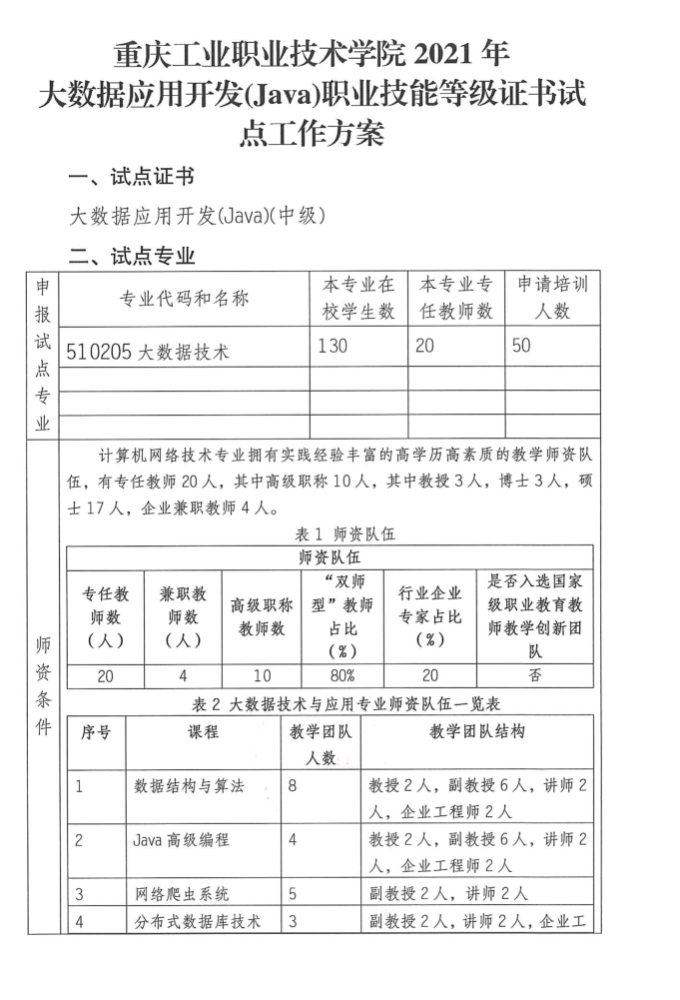 重庆工业职业技术学院 2021 年
大数据应用开发(Java)职业技能等级证书试
点工作方案
一、试点证书
大数据应用开发(Java)(中级)
二、试点专业
申报试点专业
专业代码和名称
本专业在校学生数
本专业专任教师数
申请培训人数
510205 大数据技术
130
20
50
师资条件
计算机网络技术专业拥有实践经验丰富的高学历高素质的教学师资队
伍，有专任教师 20 人，其中高级职称 10 人，其中教授 3 人，博士 3 人，硕
士 17 人，企业兼职教师 4 人。
表 1 师资队伍
师资队伍
专任教师数（人）
兼职教师数（人）
高级职称教师数
“双师型”教师占比（%）
行业企业专家占比（%）
是否入选国家级职业教育教师教学创新团队
20
4
10
80%
20
否
表 2 大数据技术与应用专业师资队伍一览表
序号
课程
教学团队人数
教学团队结构
1
数据结构与算法
8
教授 2 人，副教授 6 人，讲师 2
人，企业工程师 2 人
2
Java 高级编程
4
教授 2 人，副教授 6 人，讲师 2
人，企业工程师 2 人
3
网络爬虫系统
5
副教授 2 人，讲师 2 人
4
分布式数据库技术
3
副教授 2 人，讲师 2 人，企业工